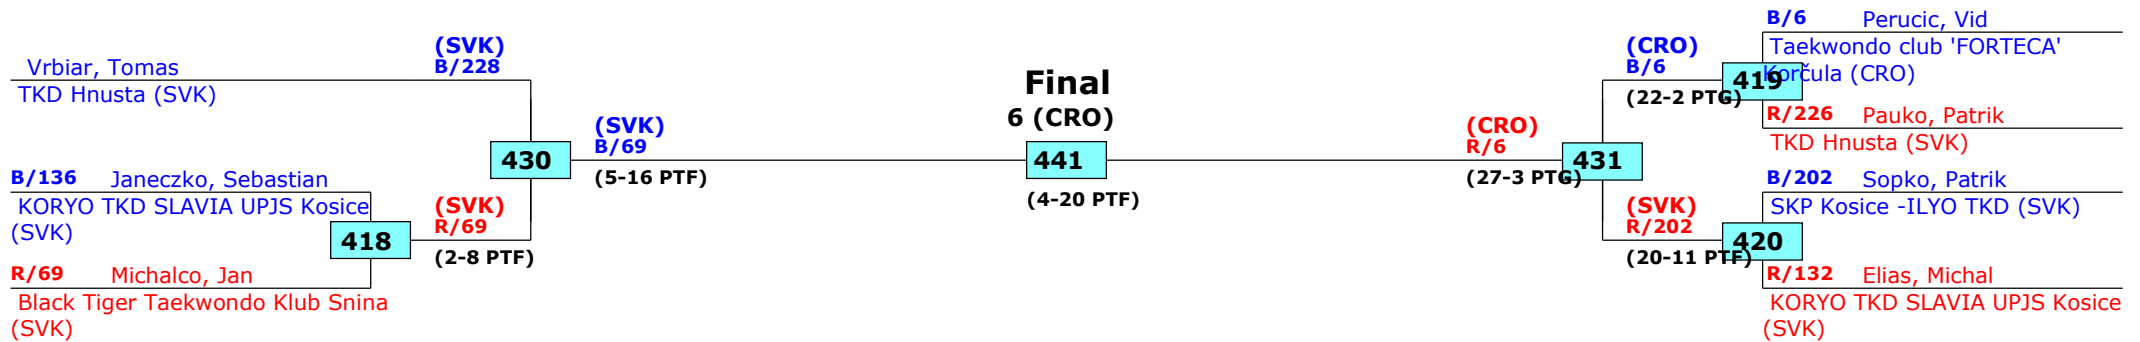 (SVK)
B/228
Vrbiar, Tomas
TKD Hnusta (SVK)
430
(SVK)
B/69
(5-16 PTF)
B/136 Janeczko, Sebastian
KORYO TKD SLAVIA UPJS Kosice
(SVK)
418
(SVK)
R/69
(2-8 PTF)
R/69 Michalco, Jan
Black Tiger Taekwondo Klub Snina
(SVK)
Final
6 (CRO)
441
(4-20 PTF)
(CRO)
R/6
(27-3 PTG)
431
(CRO)
B/6
(22-2 PTG)
419
B/6 Perucic, Vid
Taekwondo club 'FORTECA'
Korčula (CRO)
R/226 Pauko, Patrik
TKD Hnusta (SVK)
(SVK)
R/202
(20-11 PTF)
420
B/202 Sopko, Patrik
SKP Kosice -ILYO TKD (SVK)
R/132 Elias, Michal
KORYO TKD SLAVIA UPJS Kosice
(SVK)